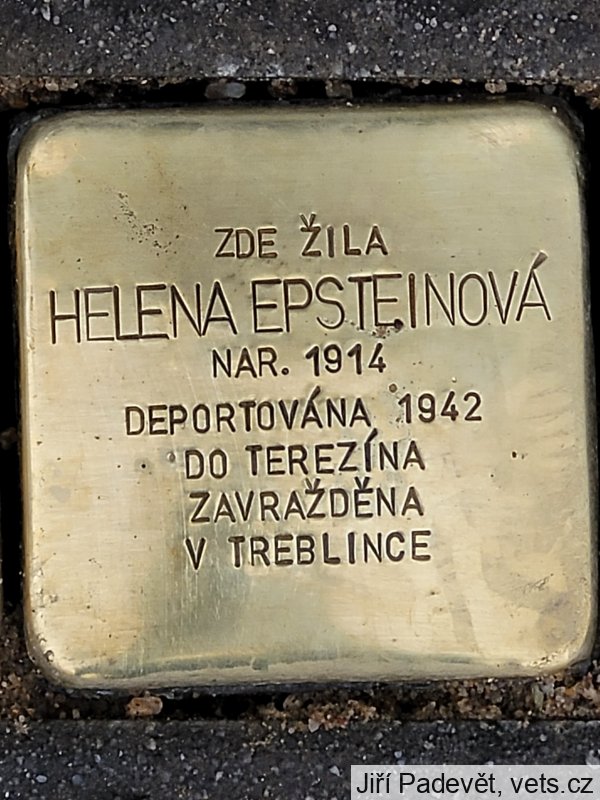 ZDE ŽILA
HELENA EPSTEINOVÁ
NAR. 1914
DEPORTOVÁNA 1942
DO TEREZÍNA
ZAVRAŽDĚNA
V TREBLINCE
Jiří Padevět, vets.cz